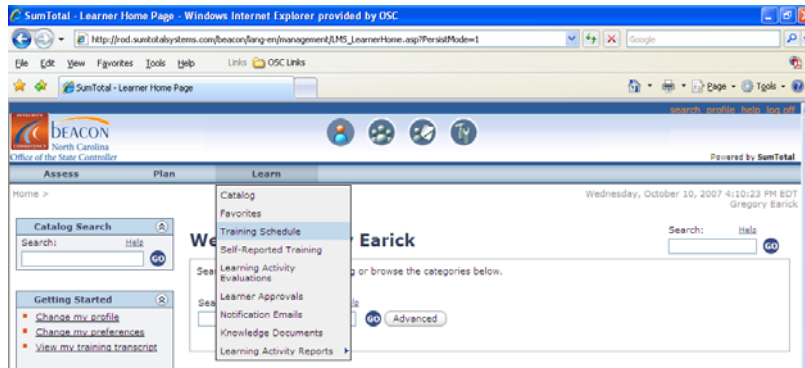 SumTotal - Learner Home Page - Windows Internet Explorer provided by OSC
http://rod.sumtotalsystems.com/beacon/lang-en/management/LMS_LearnerHome.asp?PersistMode=1
Google
File Edit View Favorites Tools Help Links OSC Links
SumTotal - Learner Home Page
Page Tools
search profile help log off
BEACON
North Carolina
Office of the State Controller
Powered by SumTotal
Assess Plan Learn
Home >
Wednesday, October 10, 2007 4:10:23 PM EDT
Gregory Earick
Catalog
Favorites
Training Schedule
Self-Reported Training
Learning Activity
Evaluations
Learner Approvals
Notification Emails
Knowledge Documents
Learning Activity Reports
Catalog Search
Search: Help
GO
We
Earick
Search: Help
GO
Sea
g or browse the categories below.
Sea
GO Advanced
Getting Started
Change my profile
Change my preferences
View my training transcript